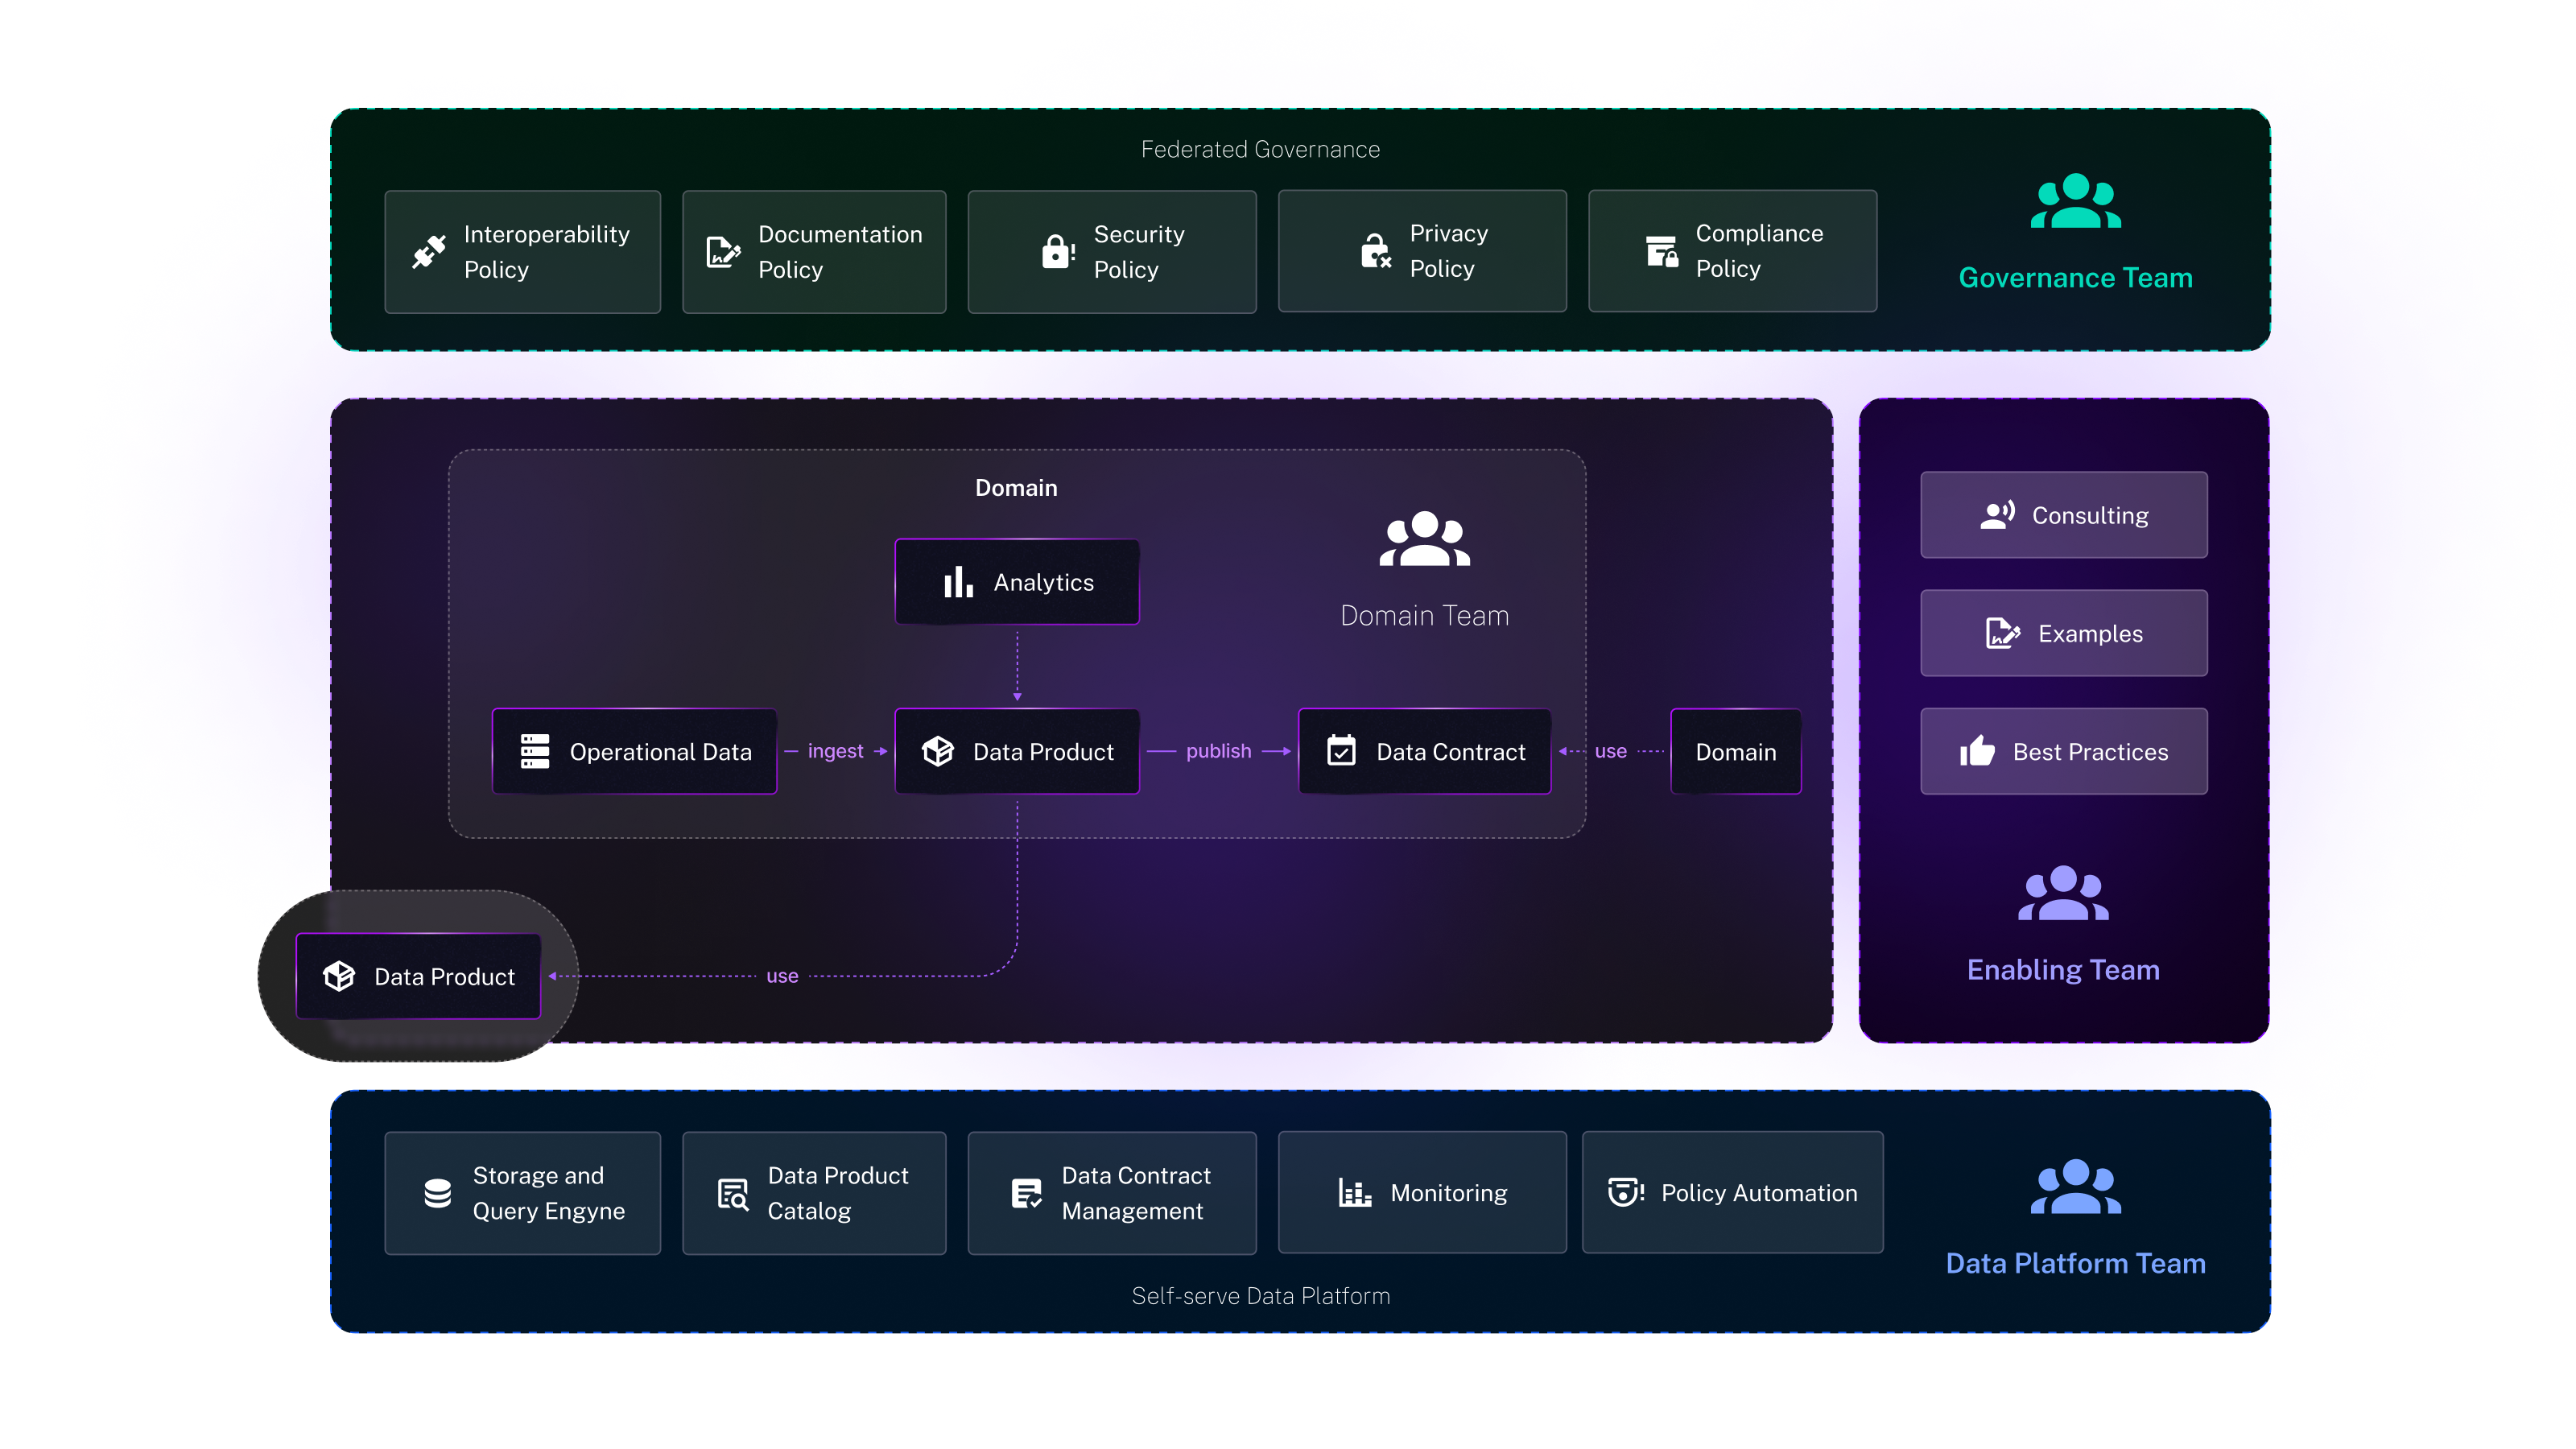 Federated Governance
Interoperability
Policy
Documentation
Policy
Security
Policy
Privacy
Policy
Compliance
Policy
Governance Team
Domain
Analytics
Domain Team
Operational Data
ingest
Data Product
publish
Data Contract
use
Domain
Data Product
use
Consulting
Examples
Best Practices
Enabling Team
Storage and
Query Engyne
Data Product
Catalog
Data Contract
Management
Monitoring
Policy Automation
Data Platform Team
Self-serve Data Platform